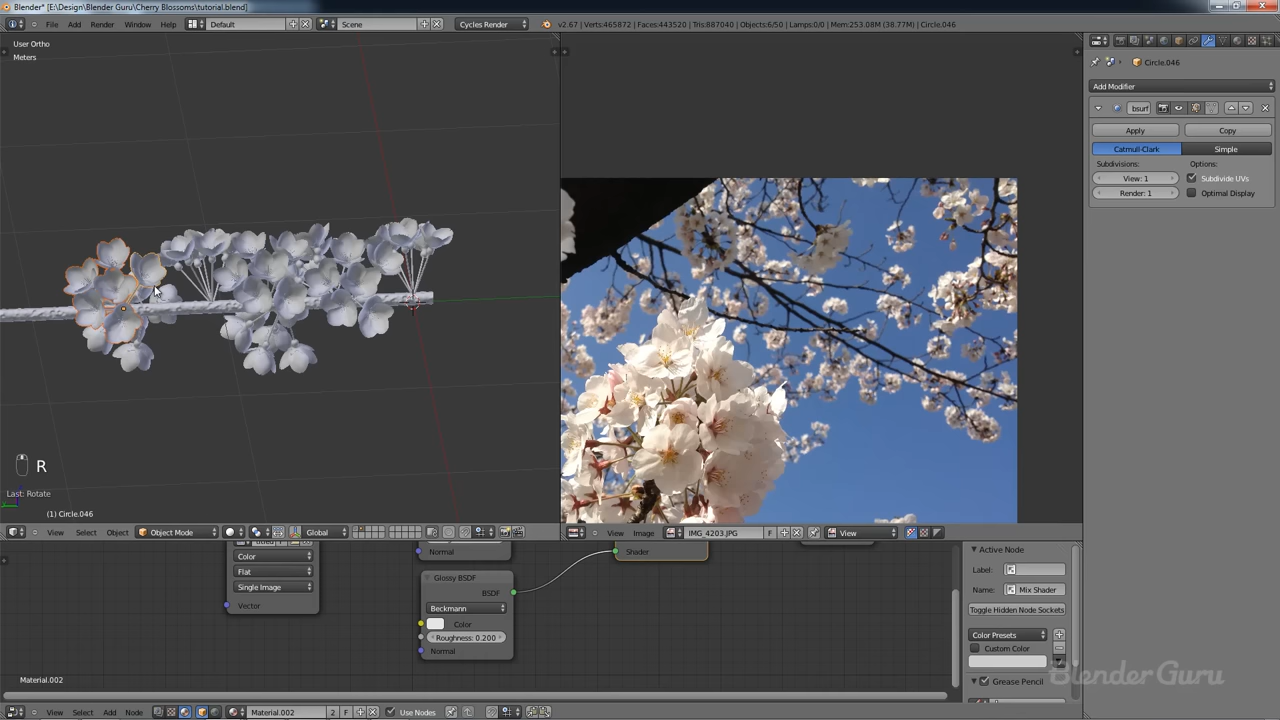 Blender* [E:\Design\Blender Guru\Cherry Blossoms\tutorial.blend]
File Add Render Window Help Default Scene Cycles Render v2.67 | Verts:465872 | Faces:443520 | Tris:887040 | Objects:6/50 | Lamps:0/0 | Mem:253.08M (38.77M) | Circle.046
User Ortho
Meters
R
Last: Rotate
(1) Circle.046
View Select Object Object Mode Global
View Image IMG_4203.JPG F View
Circle.046
Add Modifier
bsurf
Apply Copy
Catmull-Clark Simple
Subdivisions: Options:
View: 1 Subdivide UVs
Render: 1 Optimal Display
Color
Flat
Single Image
Vector
Normal
Glossy BSDF
BSDF
Beckmann
Color
Roughness: 0.200
Normal
Shader
Material.002
Active Node
Label:
Name: Mix Shader
Toggle Hidden Node Sockets
Color Presets
Custom Color
Grease Pencil
BlenderGuru
View Select Add Node Material.002 2 F Use Nodes